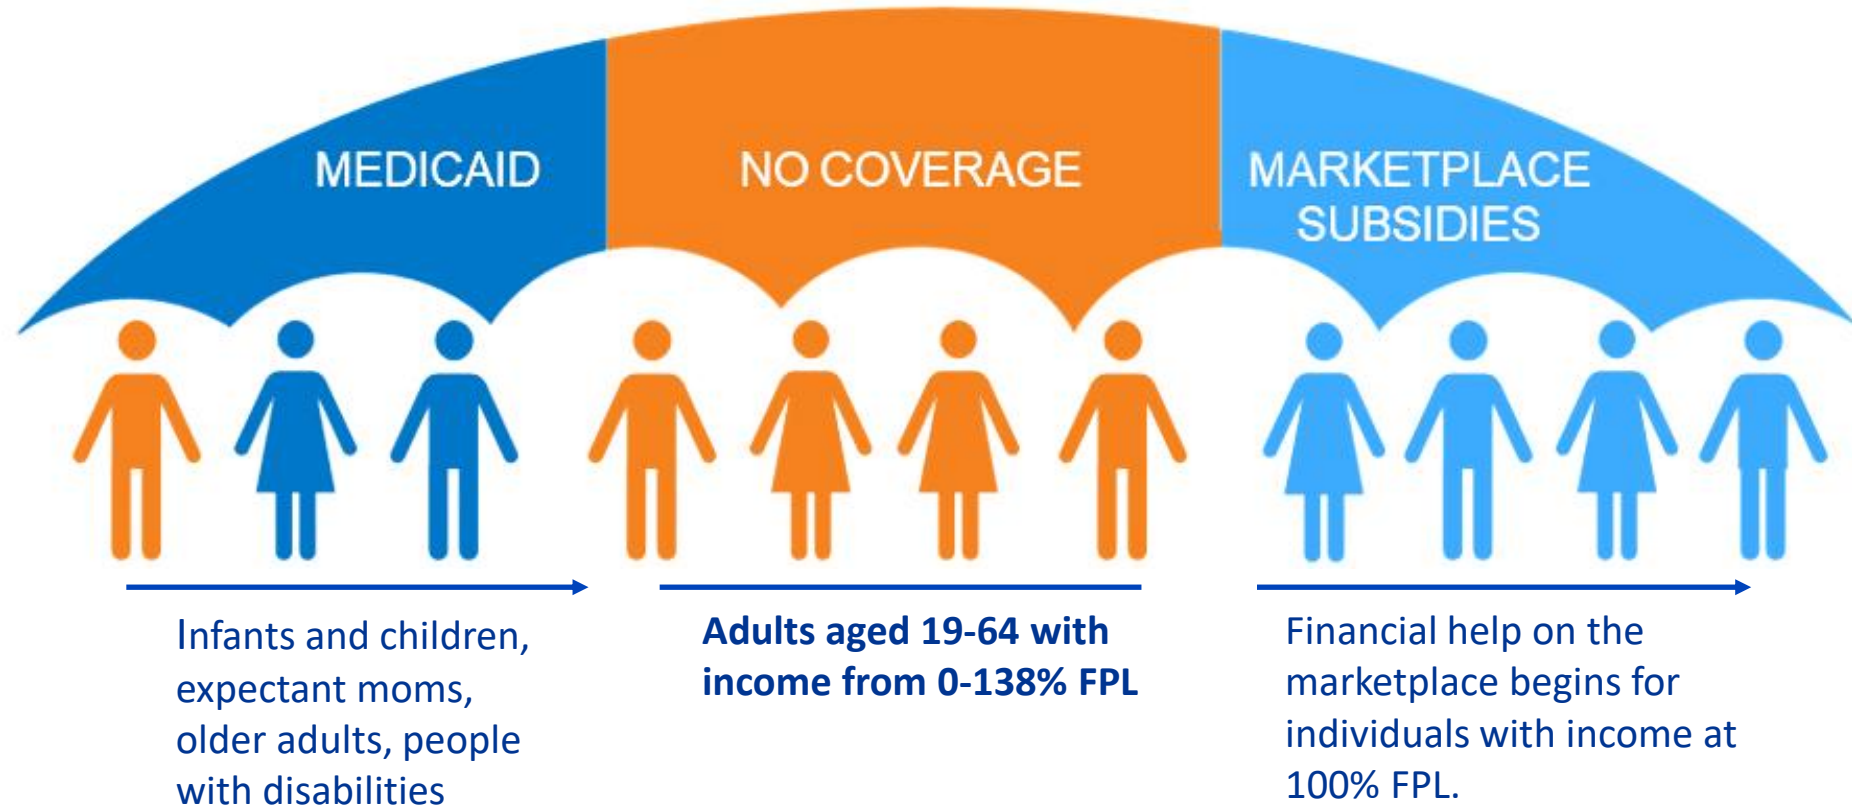 MEDICAID
NO COVERAGE
MARKETPLACE
SUBSIDIES
Infants and children,
expectant moms,
older adults, people
with disabilities
Adults aged 19-64 with
income from 0-138% FPL
Financial help on the
marketplace begins for
individuals with income at
100% FPL.